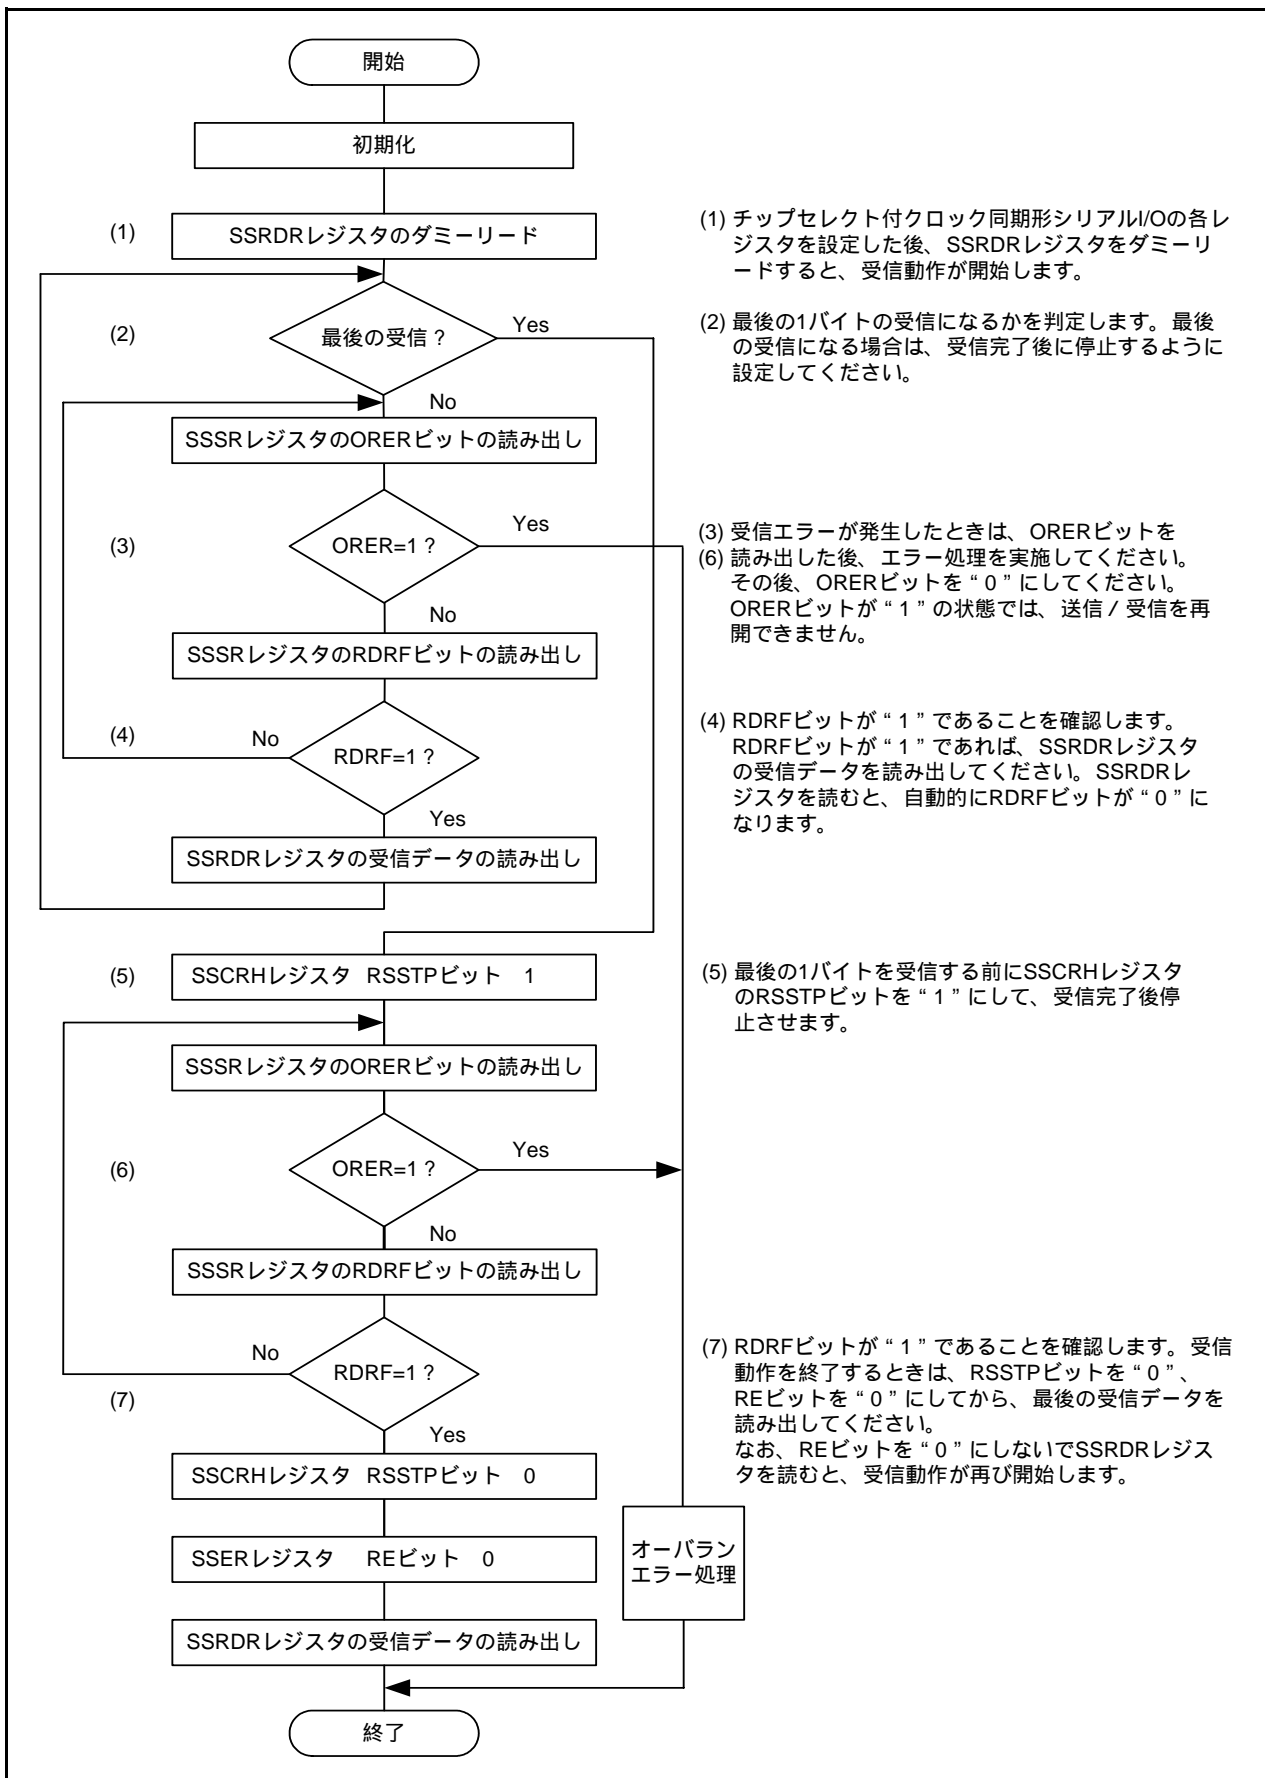 開始
初期化
(1)
SSRDRレジスタのダミーリード
(2)
最後の受信 ?
Yes
No
SSSRレジスタのORERビットの読み出し
(3)
ORER=1 ?
Yes
No
SSSRレジスタのRDRFビットの読み出し
(4)
No
RDRF=1 ?
Yes
SSRDRレジスタの受信データの読み出し
(5)
SSCRHレジスタ RSSTPビット 1
SSSRレジスタのORERビットの読み出し
(6)
ORER=1 ?
Yes
No
SSSRレジスタのRDRFビットの読み出し
No
RDRF=1 ?
(7)
Yes
SSCRHレジスタ RSSTPビット 0
SSERレジスタ REビット 0
SSRDRレジスタの受信データの読み出し
オーバラン
エラー処理
終了
(1) チップセレクト付クロック同期形シリアルI/Oの各レ
ジスタを設定した後、SSRDRレジスタをダミーリ
ードすると、受信動作が開始します。
(2) 最後の1バイトの受信になるかを判定します。最後
の受信になる場合は、受信完了後に停止するように
設定してください。
(3) 受信エラーが発生したときは、ORERビットを
(6) 読み出した後、エラー処理を実施してください。
その後、ORERビットを“0”にしてください。
ORERビットが“1”の状態では、送信/受信を再
開できません。
(4) RDRFビットが“1”であることを確認します。
RDRFビットが“1”であれば、SSRDRレジスタ
の受信データを読み出してください。SSRDRレ
ジスタを読むと、自動的にRDRFビットが“0”に
なります。
(5) 最後の1バイトを受信する前にSSCRHレジスタ
のRSSTPビットを“1”にして、受信完了後停
止させます。
(7) RDRFビットが“1”であることを確認します。受信
動作を終了するときは、RSSTPビットを“0”、
REビットを“0”にしてから、最後の受信データを
読み出してください。
なお、REビットを“0”にしないでSSRDRレジス
タを読むと、受信動作が再び開始します。